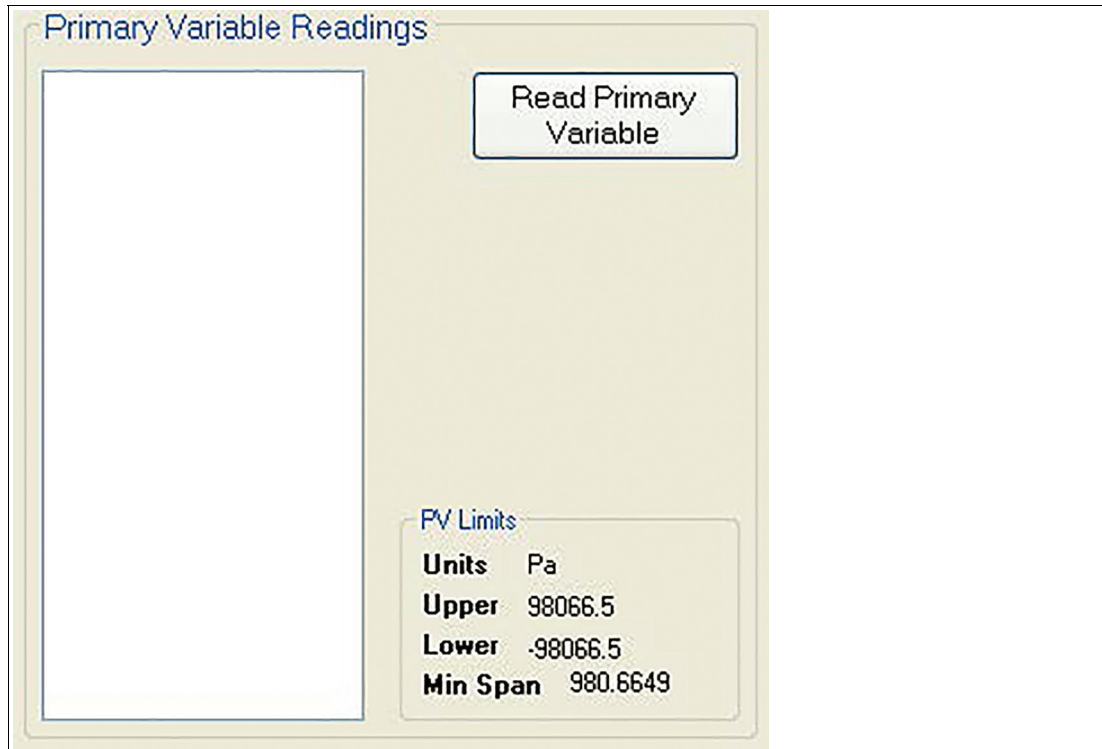 Primary Variable Readings
Read Primary
Variable
PV Limits
Units Pa
Upper 98066.5
Lower -98066.5
Min Span 980.6649